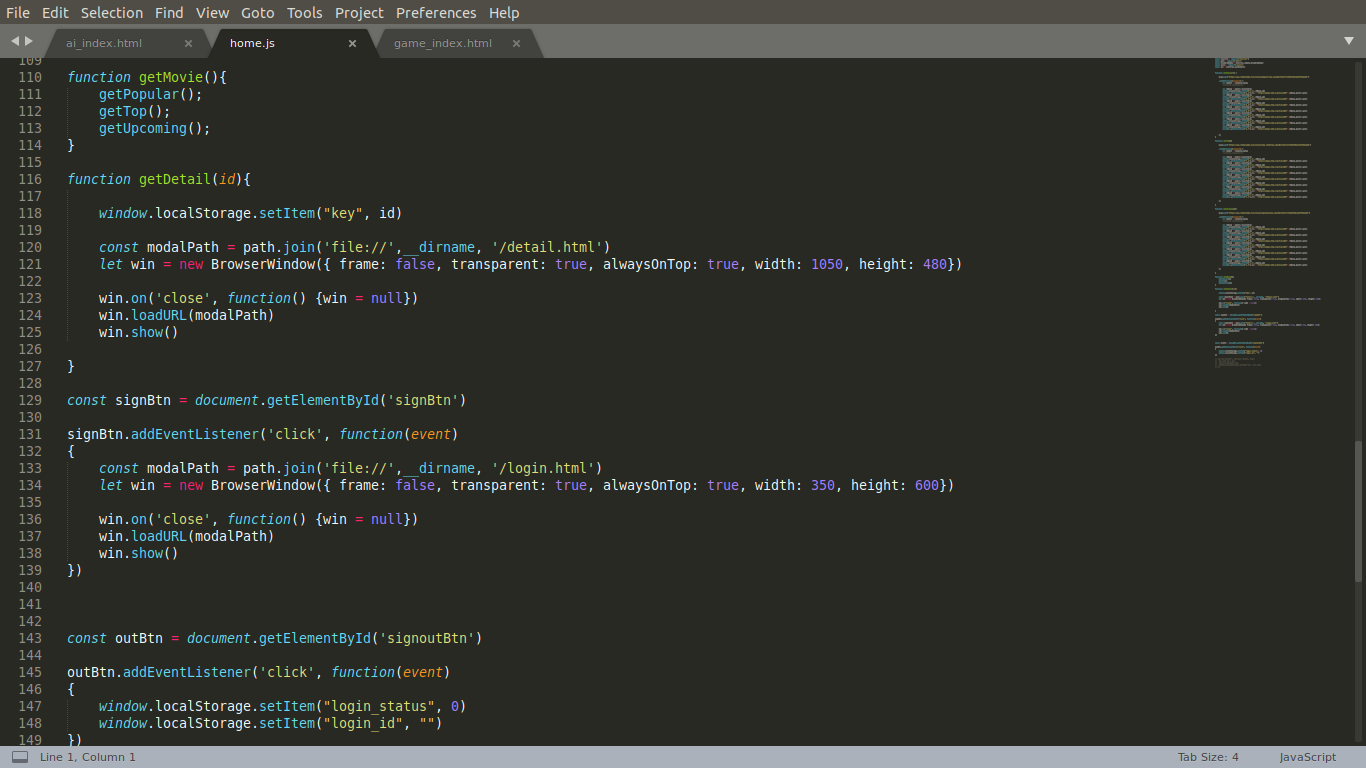 File Edit Selection Find View Goto Tools Project Preferences Help
ai_index.html × home.js × game_index.html ×
109
110 function getMovie(){
111 getPopular();
112 getTop();
113 getUpcoming();
114 }
115
116 function getDetail(id){
117
118 window.localStorage.setItem("key", id)
119
120 const modalPath = path.join('file://',__dirname, '/detail.html')
121 let win = new BrowserWindow({ frame: false, transparent: true, alwaysOnTop: true, width: 1050, height: 480})
122
123 win.on('close', function() {win = null})
124 win.loadURL(modalPath)
125 win.show()
126
127 }
128
129 const signBtn = document.getElementById('signBtn')
130
131 signBtn.addEventListener('click', function(event)
132 {
133 const modalPath = path.join('file://',__dirname, '/login.html')
134 let win = new BrowserWindow({ frame: false, transparent: true, alwaysOnTop: true, width: 350, height: 600})
135
136 win.on('close', function() {win = null})
137 win.loadURL(modalPath)
138 win.show()
139 })
140
141
142
143 const outBtn = document.getElementById('signoutBtn')
144
145 outBtn.addEventListener('click', function(event)
146 {
147 window.localStorage.setItem("login_status", 0)
148 window.localStorage.setItem("login_id", "")
149 })
Line 1, Column 1 Tab Size: 4 JavaScript